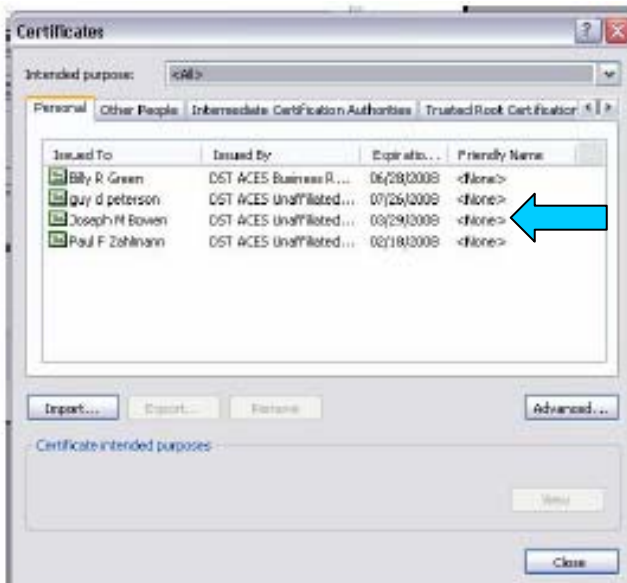 Certificates
Intended purpose: <All>
Personal Other People Intermediate Certification Authorities Trusted Root Certification
Issued To Issued By Expiratio... Friendly Name
Billy R Green DST ACES Business R... 06/28/2008 <None>
guy d peterson DST ACES Unaffiliated... 07/26/2008 <None>
Joseph M Bowen DST ACES Unaffiliated... 03/29/2008 <None>
Paul F Zahlmann DST ACES Unaffiliated... 02/18/2008 <None>
Import... Export... Remove Advanced...
Certificate intended purposes
View
Close